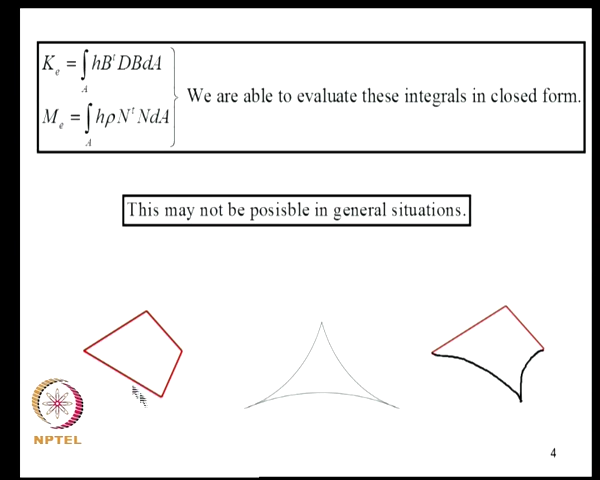 K_e = ∫_A hB^t DBdA
M_e = ∫_A hρN^t NdA
We are able to evaluate these integrals in closed form.
This may not be posisble in general situations.
NPTEL
4